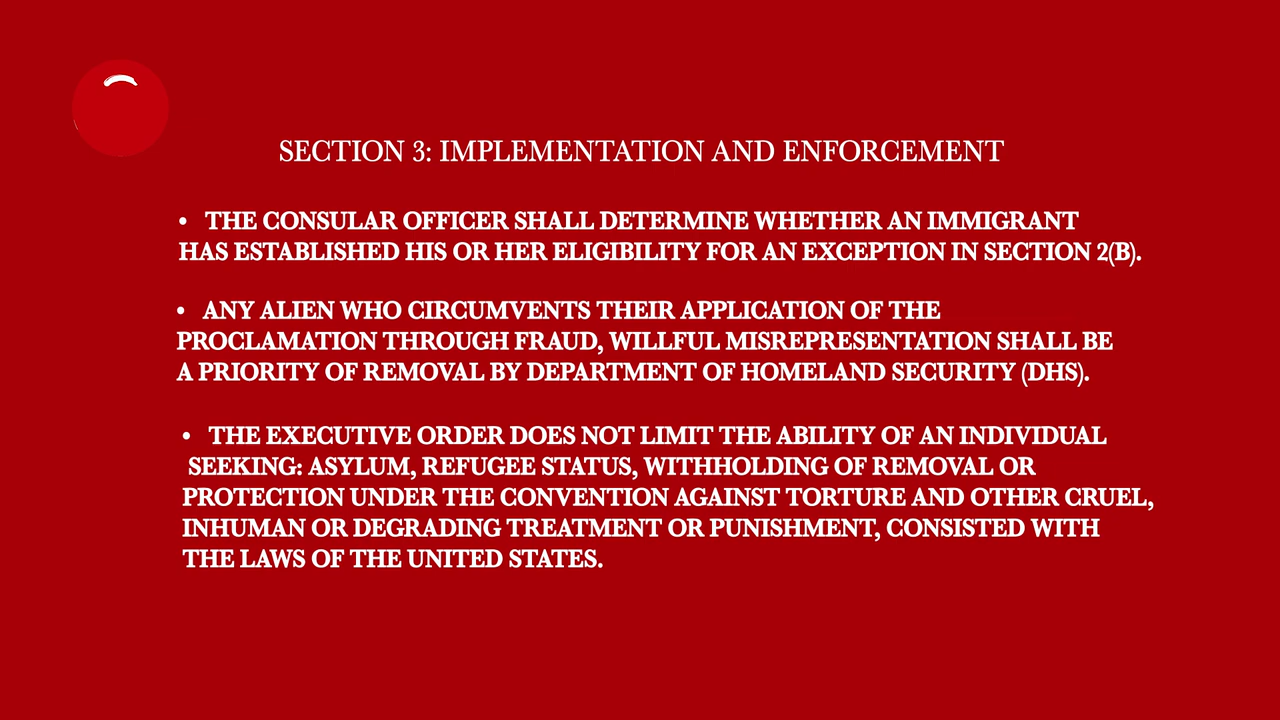 SECTION 3: IMPLEMENTATION AND ENFORCEMENT
• THE CONSULAR OFFICER SHALL DETERMINE WHETHER AN IMMIGRANT
HAS ESTABLISHED HIS OR HER ELIGIBILITY FOR AN EXCEPTION IN SECTION 2(B).
• ANY ALIEN WHO CIRCUMVENTS THEIR APPLICATION OF THE
PROCLAMATION THROUGH FRAUD, WILLFUL MISREPRESENTATION SHALL BE
A PRIORITY OF REMOVAL BY DEPARTMENT OF HOMELAND SECURITY (DHS).
• THE EXECUTIVE ORDER DOES NOT LIMIT THE ABILITY OF AN INDIVIDUAL
SEEKING: ASYLUM, REFUGEE STATUS, WITHHOLDING OF REMOVAL OR
PROTECTION UNDER THE CONVENTION AGAINST TORTURE AND OTHER CRUEL,
INHUMAN OR DEGRADING TREATMENT OR PUNISHMENT, CONSISTED WITH
THE LAWS OF THE UNITED STATES.